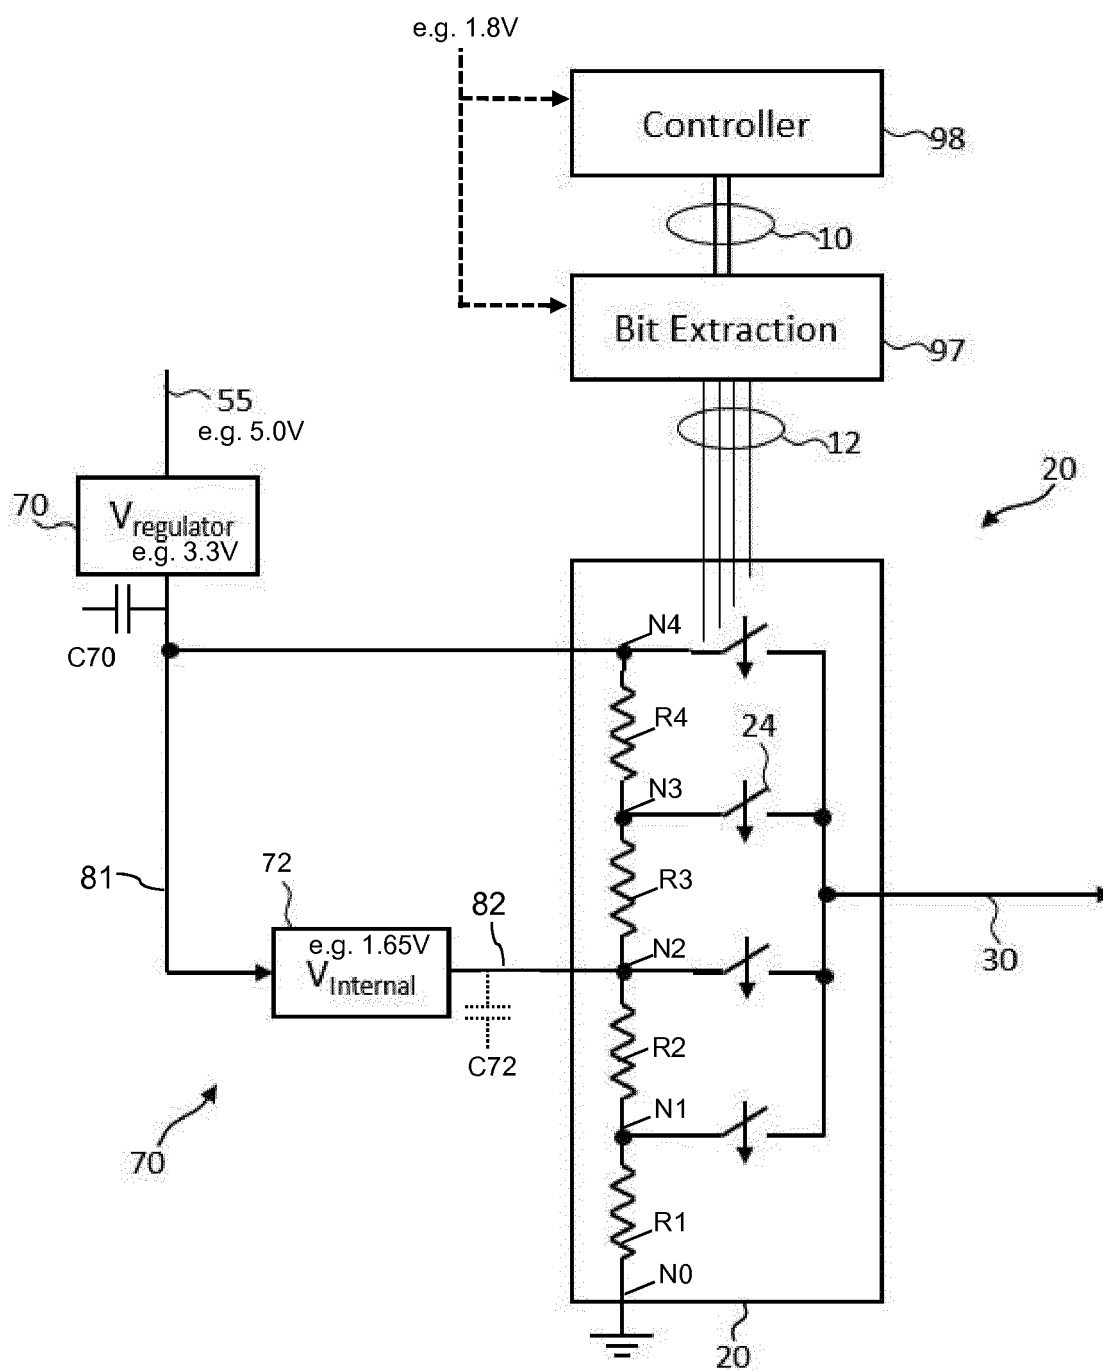 e.g. 1.8V
Controller
98
10
Bit Extraction
97
55
e.g. 5.0V
12
20
70
Vregulator
e.g. 3.3V
C70
N4
R4
24
N3
81
72
R3
82
e.g. 1.65V
VInternal
N2
30
C72
R2
N1
70
R1
N0
20